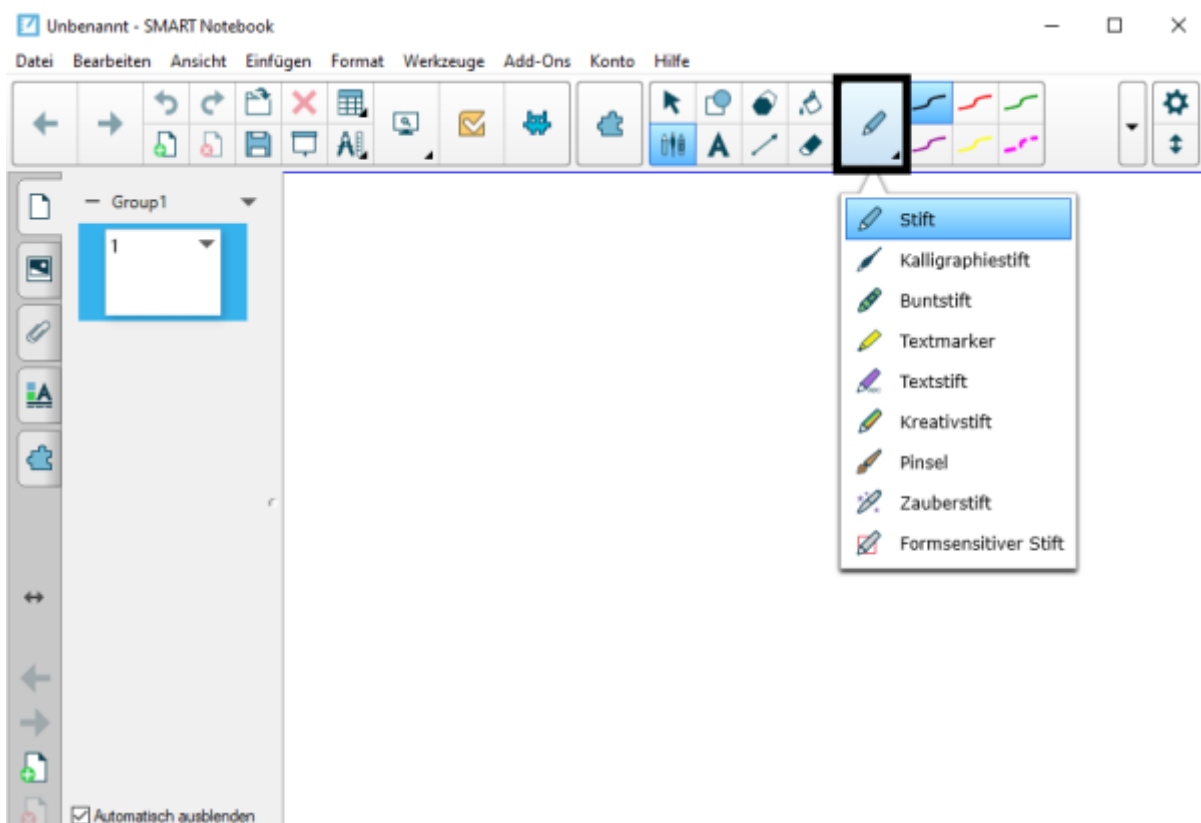 Unbenannt - SMART Notebook
Datei Bearbeiten Ansicht Einfügen Format Werkzeuge Add-Ons Konto Hilfe
Group1
1
Stift
Kalligraphiestift
Buntstift
Textmarker
Textstift
Kreativstift
Pinsel
Zauberstift
Formsensitiver Stift
Automatisch ausblenden